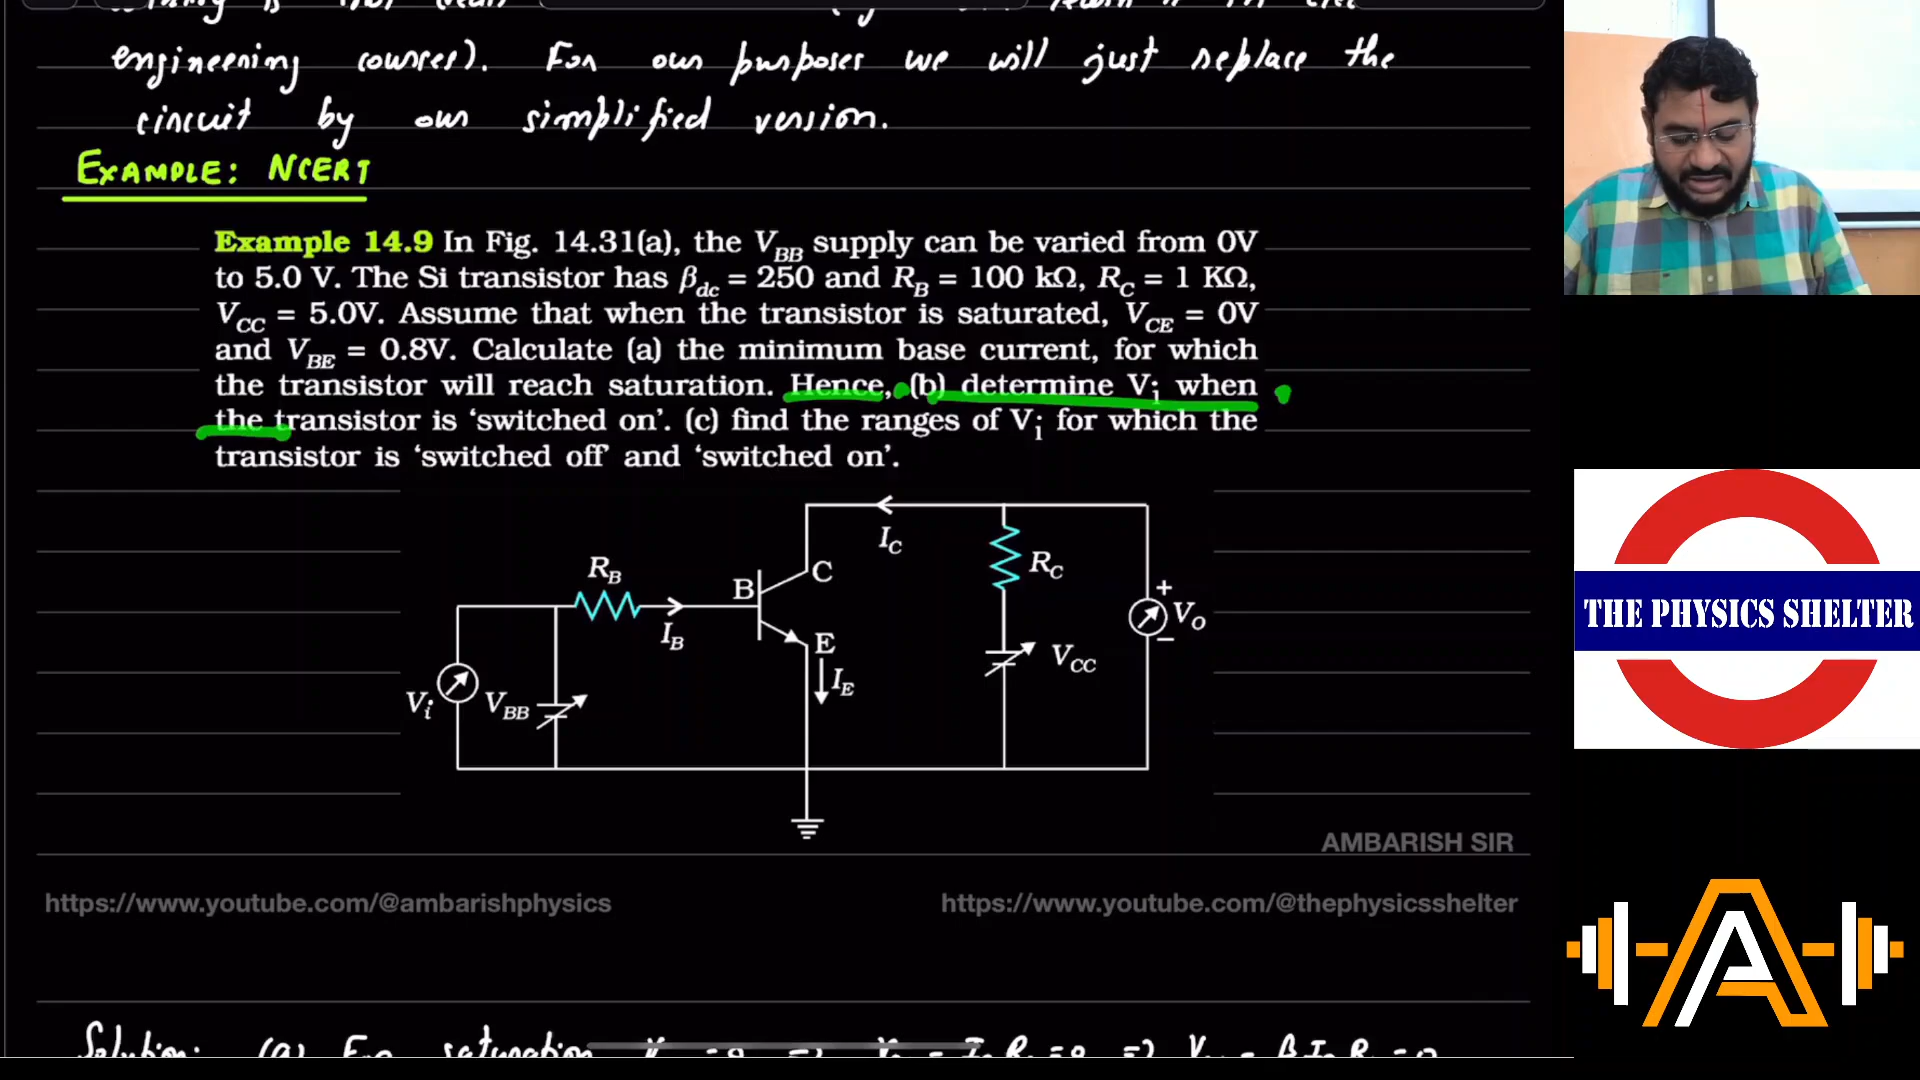 engineering courses). For our purposes we will just replace the
circuit by our simplified version.
EXAMPLE: NCERT
Example 14.9 In Fig. 14.31(a), the V_BB supply can be varied from 0V
to 5.0 V. The Si transistor has β_dc = 250 and R_B = 100 kΩ, R_C = 1 KΩ,
V_CC = 5.0V. Assume that when the transistor is saturated, V_CE = 0V
and V_BE = 0.8V. Calculate (a) the minimum base current, for which
the transistor will reach saturation. Hence, (b) determine V_i when
the transistor is ‘switched on’. (c) find the ranges of V_i for which the
transistor is ‘switched off’ and ‘switched on’.
I_C
R_B
B
C
R_C
+
V_O
−
I_B
E
I_E
V_CC
V_i
V_BB
AMBARISH SIR
https://www.youtube.com/@ambarishphysics
https://www.youtube.com/@thephysicsshelter
Solution: (a) For saturation
THE PHYSICS SHELTER
A